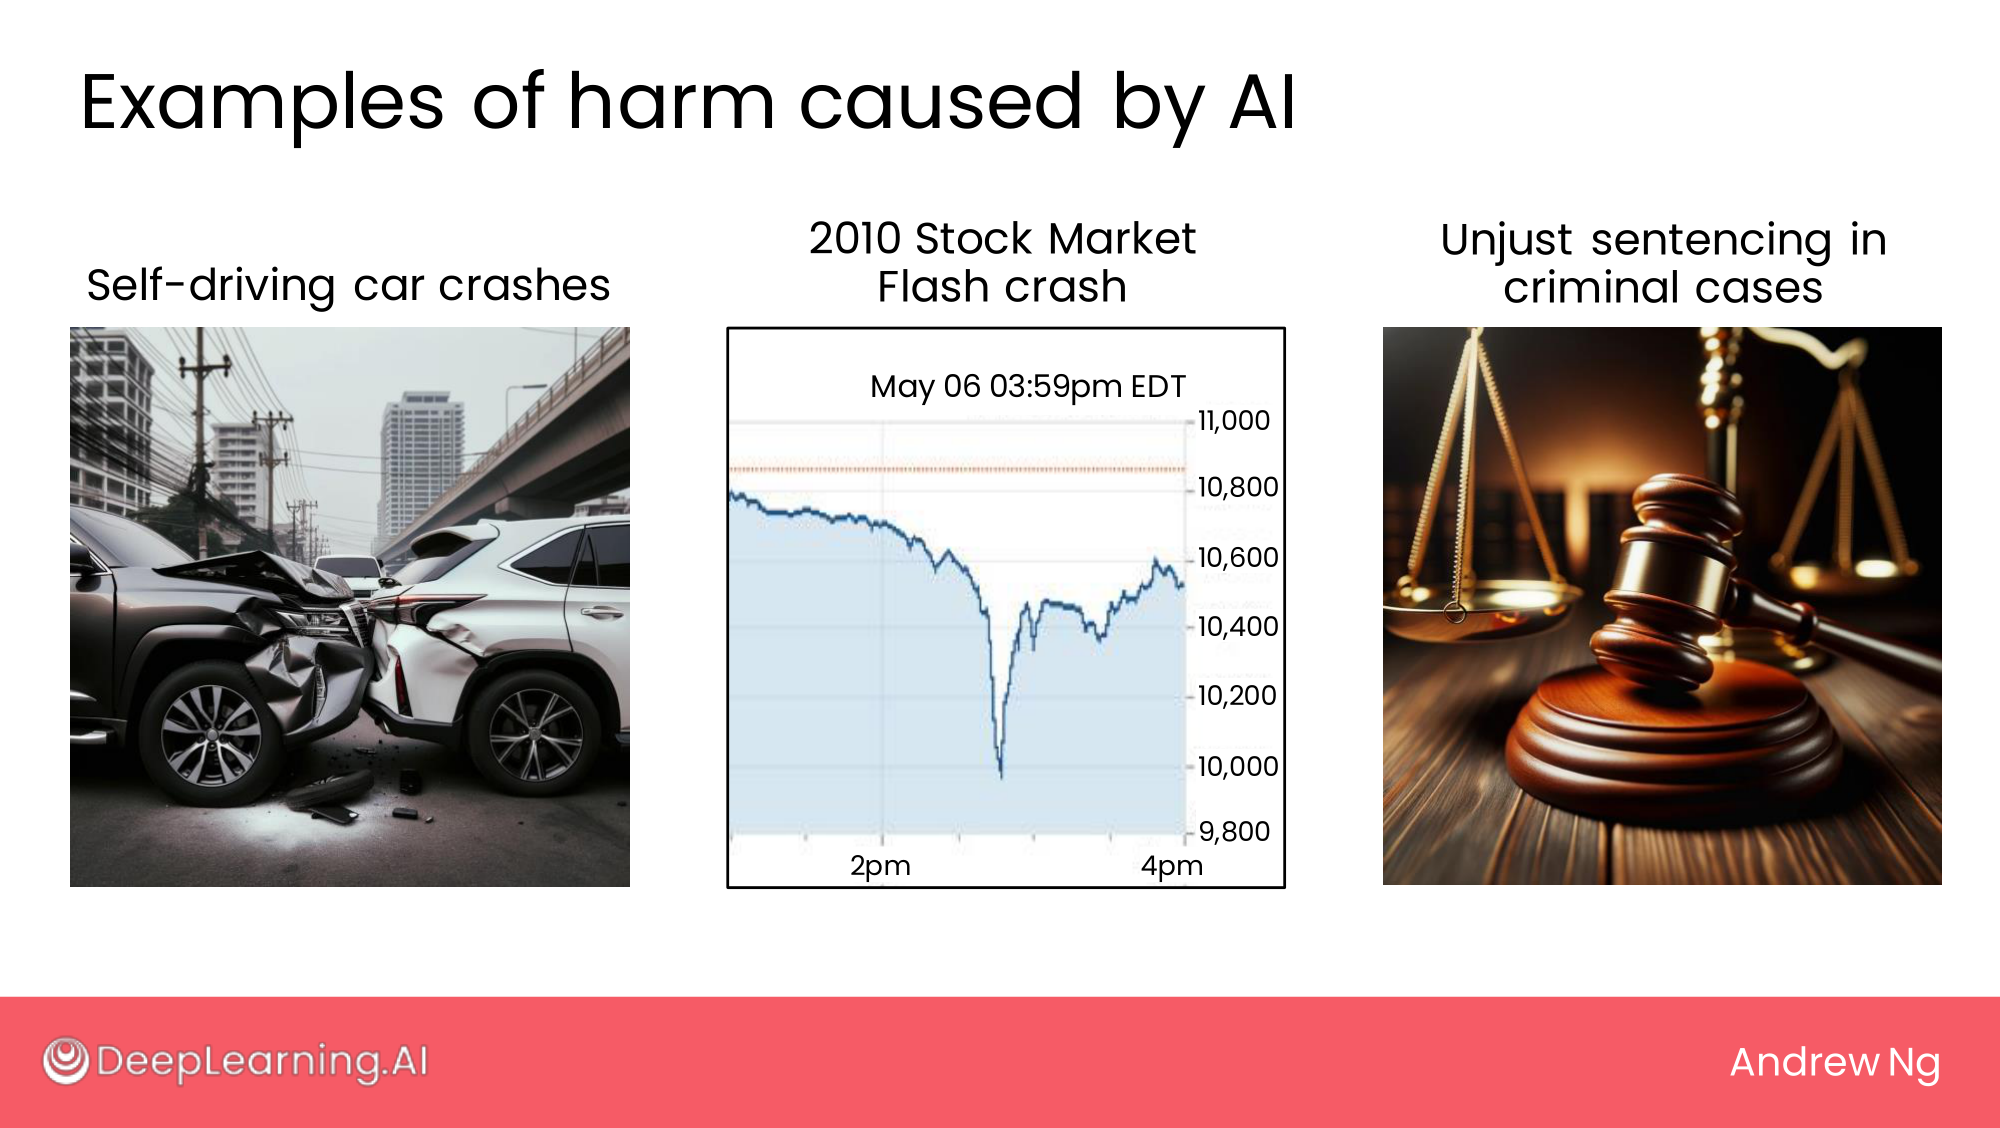 Examples of harm caused by AI
Self-driving car crashes
2010 Stock Market
Flash crash
May 06 03:59pm EDT
11,000
10,800
10,600
10,400
10,200
10,000
9,800
2pm
4pm
Unjust sentencing in
criminal cases
DeepLearning.AI
Andrew Ng